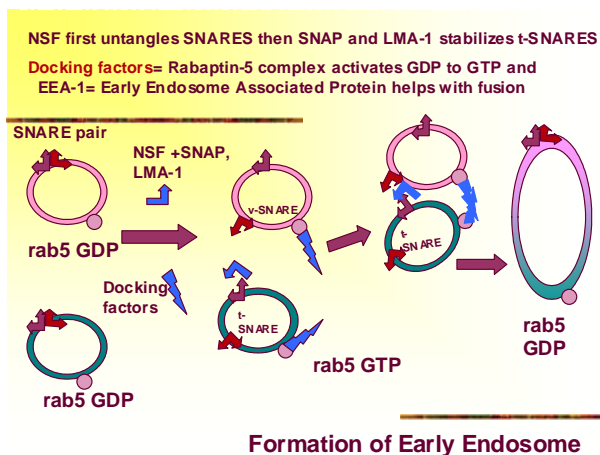 NSF first untangles SNARES then SNAP and LMA-1 stabilizes t-SNARES
Docking factors= Rabaptin-5 complex activates GDP to GTP and
EEA-1= Early Endosome Associated Protein helps with fusion
SNARE pair
NSF +SNAP,
LMA-1
v-SNARE
t-
SNARE
rab5 GDP
Docking
factors
t-
SNARE
rab5 GTP
rab5
GDP
rab5 GDP
Formation of Early Endosome